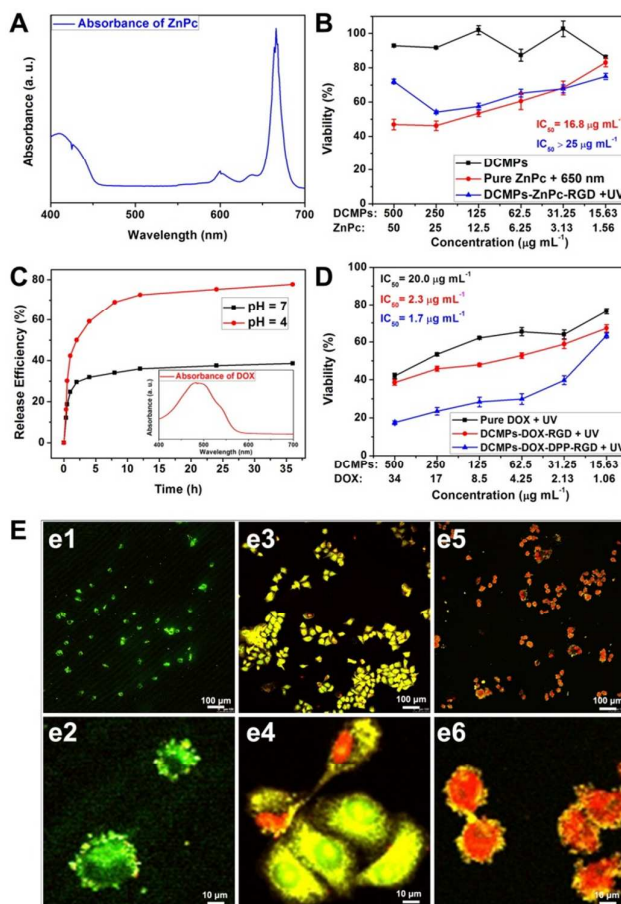 A
Absorbance of ZnPc
Absorbance (a. u.)
400 450 500 550 600 650 700
Wavelength (nm)
B
Viability (%)
100
80
60
40
20
0
IC50= 16.8 μg mL-1
IC50 > 25 μg mL-1
DCMPs
Pure ZnPc + 650 nm
DCMPs-ZnPc-RGD +UV
DCMPs: 500 250 125 62.5 31.25 15.63
ZnPc: 50 25 12.5 6.25 3.13 1.56
Concentration (μg mL-1)
C
Release Efficiency (%)
80
60
40
20
0
pH = 7
pH = 4
Absorbance of DOX
Absorbance (a. u.)
400 500 600 700
Wavelength (nm)
0 5 10 15 20 25 30 35
Time (h)
D
Viability (%)
100
80
60
40
20
0
IC50 = 20.0 μg mL-1
IC50 = 2.3 μg mL-1
IC50 = 1.7 μg mL-1
Pure DOX + UV
DCMPs-DOX-RGD + UV
DCMPs-DOX-DPP-RGD + UV
DCMPs: 500 250 125 62.5 31.25 15.63
DOX: 34 17 8.5 4.25 2.13 1.06
Concentration (μg mL-1)
E
e1
100 μm
e3
100 μm
e5
100 μm
e2
10 μm
e4
10 μm
e6
10 μm